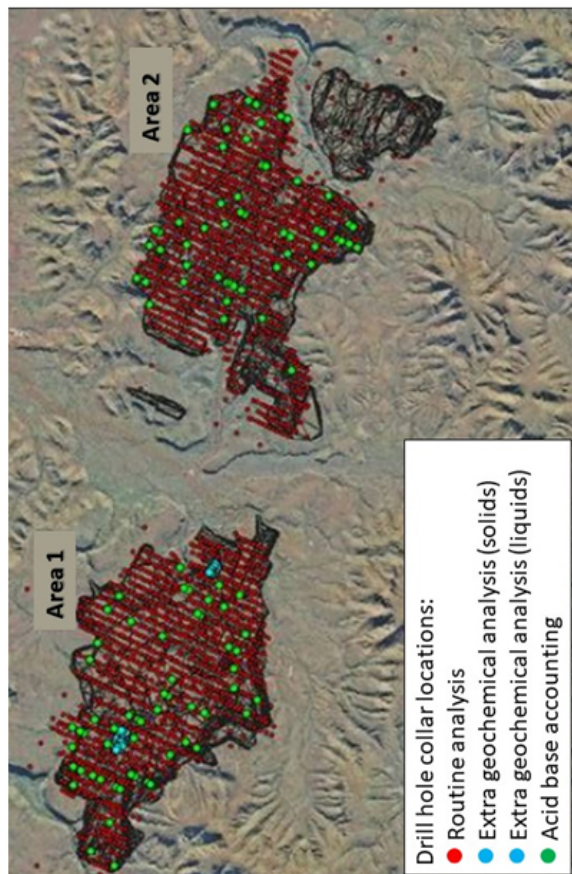 Area 1
Area 2
Drill hole collar locations:
Routine analysis
Extra geochemical analysis (solids)
Extra geochemical analysis (liquids)
Acid base accounting